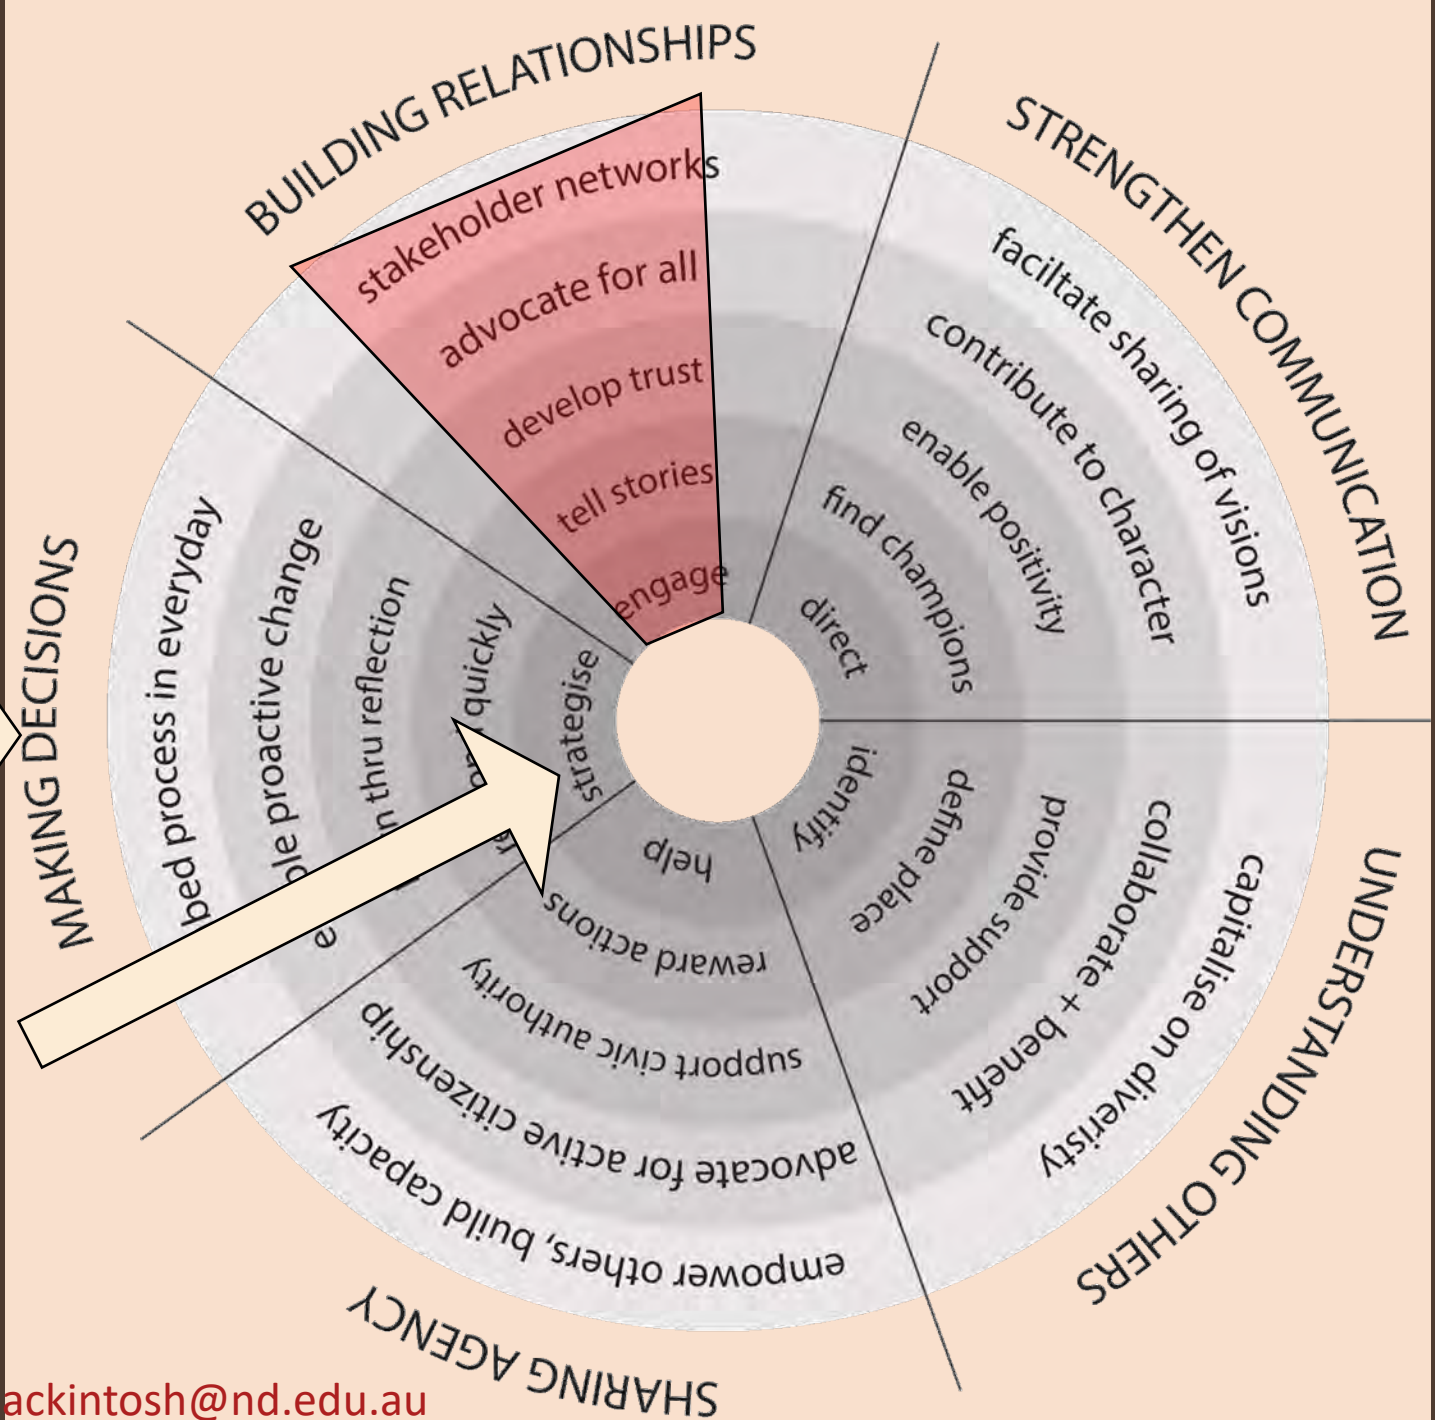 BUILDING RELATIONSHIPS
stakeholder networks
advocate for all
develop trust
tell stories
engage
STRENGTHEN COMMUNICATION
faciltate sharing of visions
contribute to character
enable positivity
find champions
direct
UNDERSTANDING OTHERS
capitalise on diveristy
collaborate + benefit
provide support
define place
identify
SHARING AGENCY
empower others, build capacity
advocate for active citizenship
support civic authority
reward actions
help
MAKING DECISIONS
bed process in everyday
proactive change
thru reflection
quickly
strategise
ackintosh@nd.edu.au